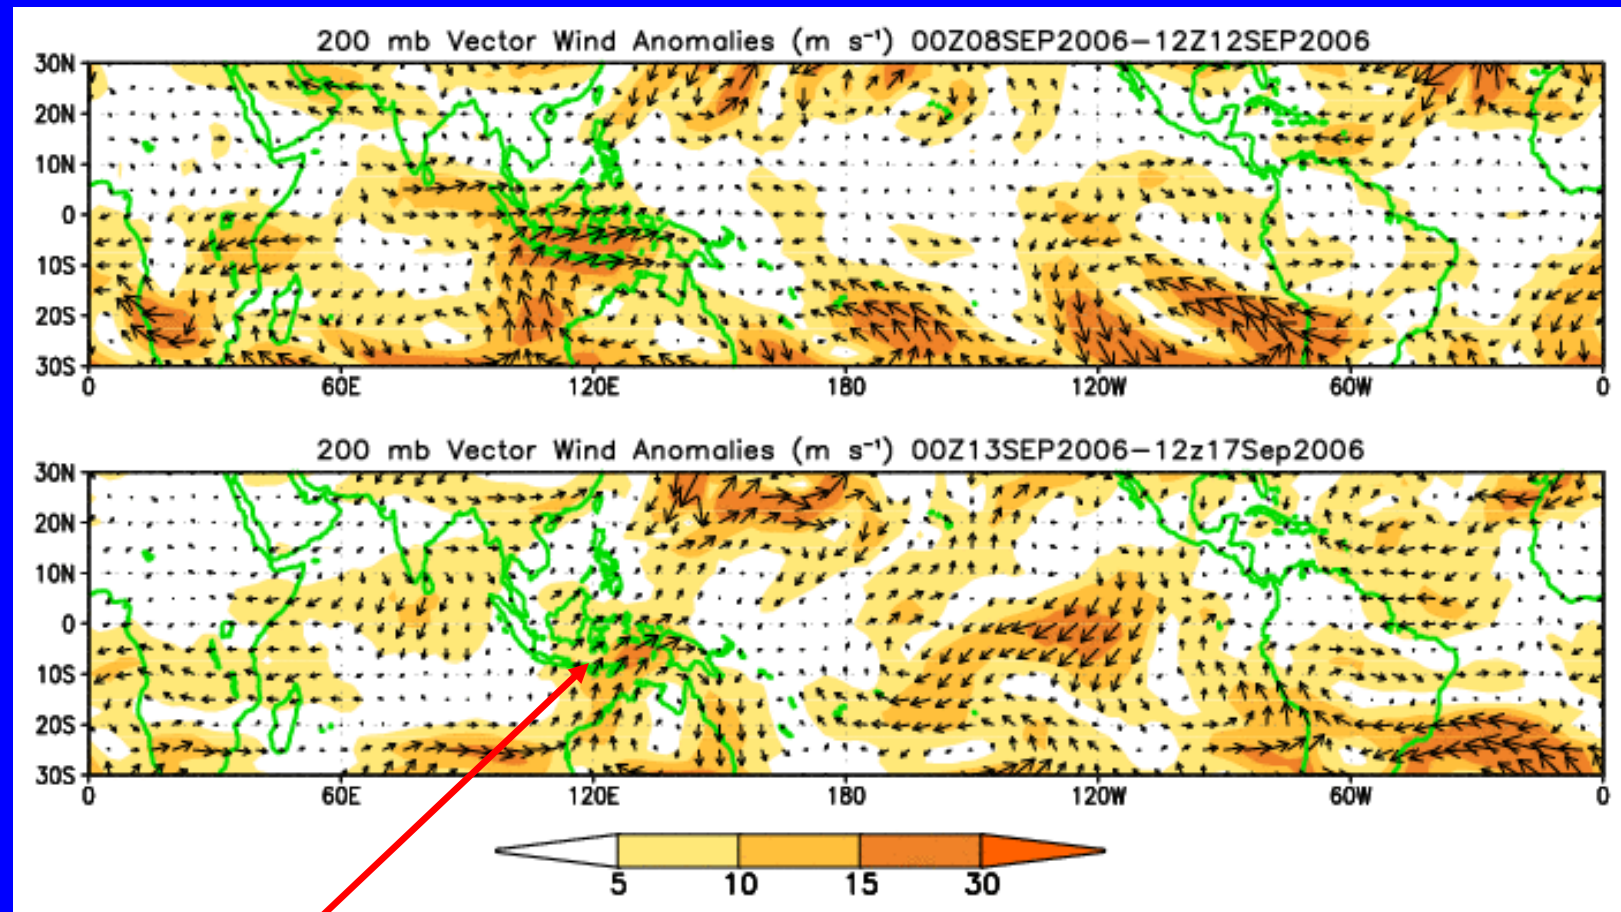 200 mb Vector Wind Anomalies (m s⁻¹) 00Z08SEP2006–12Z12SEP2006
30N
20N
10N
0
10S
20S
30S
0 60E 120E 180 120W 60W 0
200 mb Vector Wind Anomalies (m s⁻¹) 00Z13SEP2006–12z17Sep2006
30N
20N
10N
0
10S
20S
30S
0 60E 120E 180 120W 60W 0
5 10 15 30